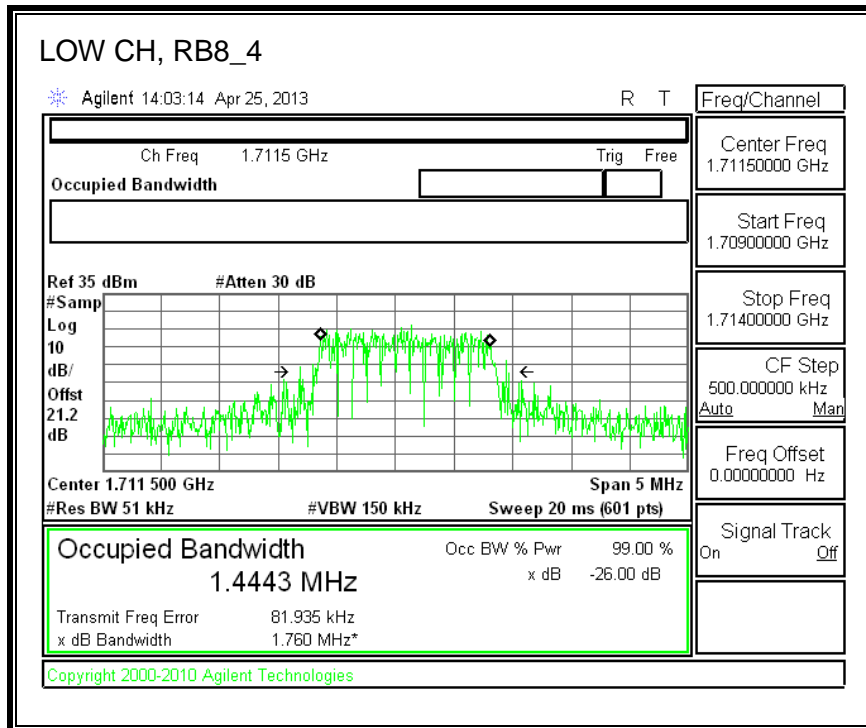 LOW CH, RB8_4
Agilent 14:03:14 Apr 25, 2013 R T
Freq/Channel
Ch Freq 1.7115 GHz Trig Free
Occupied Bandwidth
Center Freq
1.71150000 GHz
Start Freq
1.70900000 GHz
Stop Freq
1.71400000 GHz
CF Step
500.000000 kHz
Auto Man
Freq Offset
0.00000000 Hz
Signal Track
On Off
Ref 35 dBm #Atten 30 dB
#Samp
Log
10
dB/
Offst
21.2
dB
Center 1.711 500 GHz Span 5 MHz
#Res BW 51 kHz #VBW 150 kHz Sweep 20 ms (601 pts)
Occupied Bandwidth Occ BW % Pwr 99.00 %
1.4443 MHz x dB -26.00 dB
Transmit Freq Error 81.935 kHz
x dB Bandwidth 1.760 MHz*
Copyright 2000-2010 Agilent Technologies